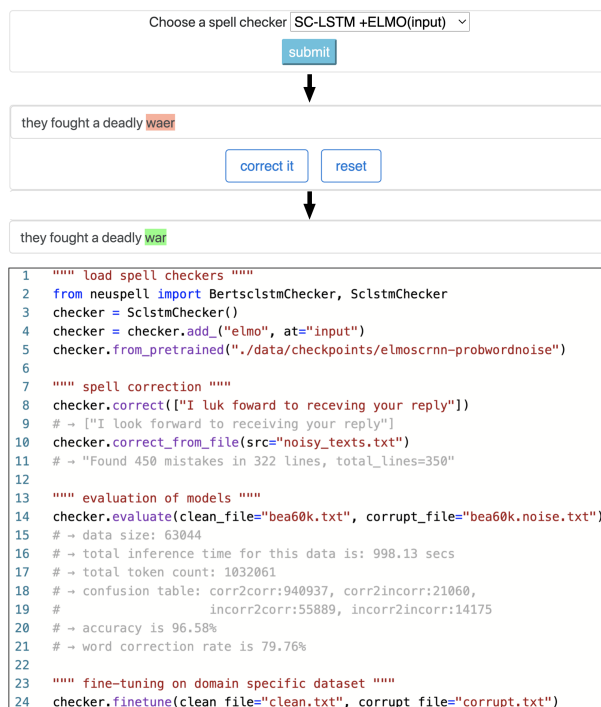 Choose a spell checker SC-LSTM +ELMO(input)
submit
they fought a deadly waer
correct it reset
they fought a deadly war
1 """ load spell checkers """
2 from neuspell import BertsclstmChecker, SclstmChecker
3 checker = SclstmChecker()
4 checker = checker.add_("elmo", at="input")
5 checker.from_pretrained("./data/checkpoints/elmoscrnn-probwordnoise")
6
7 """ spell correction """
8 checker.correct(["I luk foward to receving your reply"])
9 # → ["I look forward to receiving your reply"]
10 checker.correct_from_file(src="noisy_texts.txt")
11 # → "Found 450 mistakes in 322 lines, total_lines=350"
12
13 """ evaluation of models """
14 checker.evaluate(clean_file="bea60k.txt", corrupt_file="bea60k.noise.txt")
15 # → data size: 63044
16 # → total inference time for this data is: 998.13 secs
17 # → total token count: 1032061
18 # → confusion table: corr2corr:940937, corr2incorr:21060,
19 # incorr2corr:55889, incorr2incorr:14175
20 # → accuracy is 96.58%
21 # → word correction rate is 79.76%
22
23 """ fine-tuning on domain specific dataset """
24 checker.finetune(clean_file="clean.txt", corrupt_file="corrupt.txt")